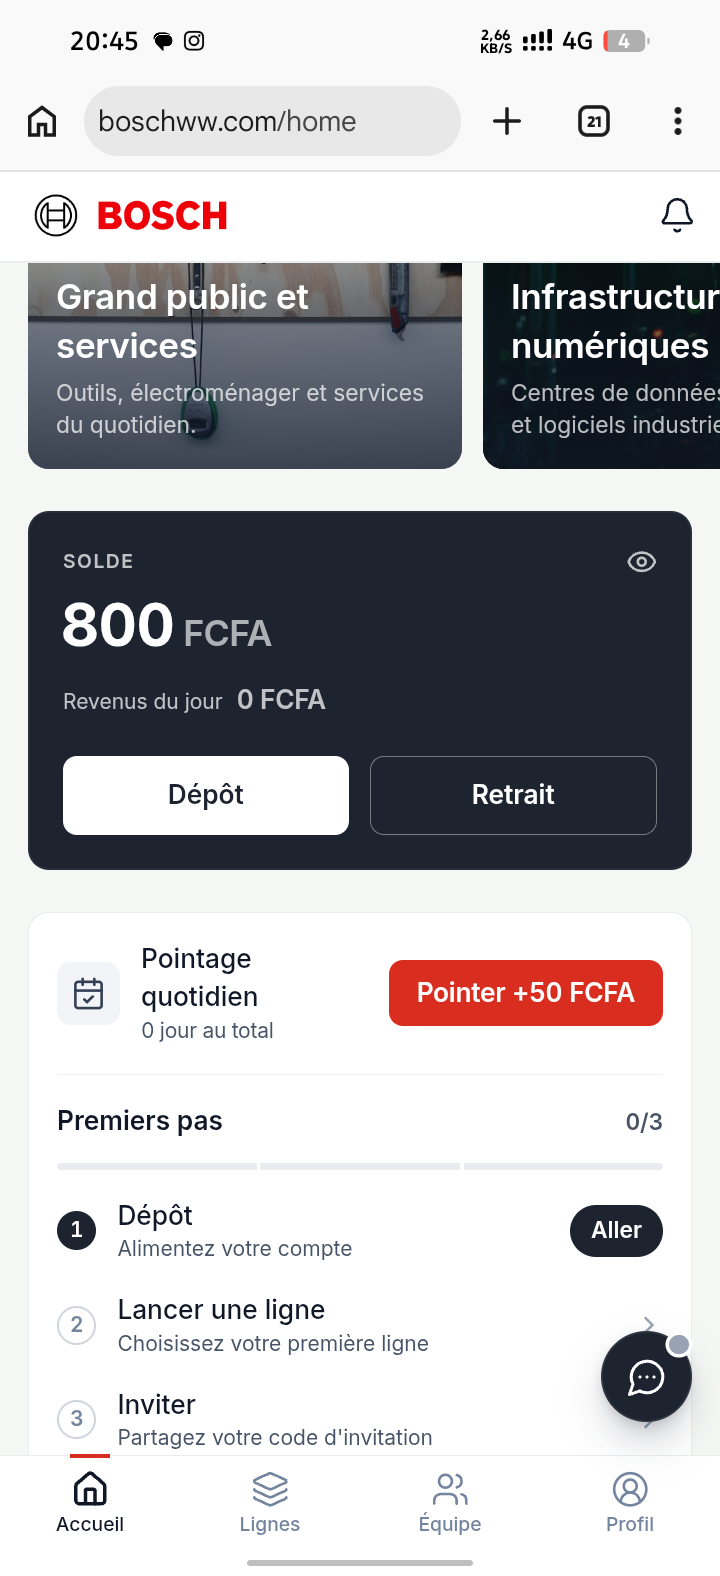 20:45
2,66
KB/S
4G
4
boschww.com/home
21
BOSCH
Grand public et
services
Outils, électroménager et services
du quotidien.
Infrastructur
numériques
Centres de données
et logiciels industrie
SOLDE
800 FCFA
Revenus du jour 0 FCFA
Dépôt
Retrait
Pointage
quotidien
0 jour au total
Pointer +50 FCFA
Premiers pas
0/3
1
Dépôt
Alimentez votre compte
Aller
2
Lancer une ligne
Choisissez votre première ligne
3
Inviter
Partagez votre code d'invitation
Accueil
Lignes
Équipe
Profil